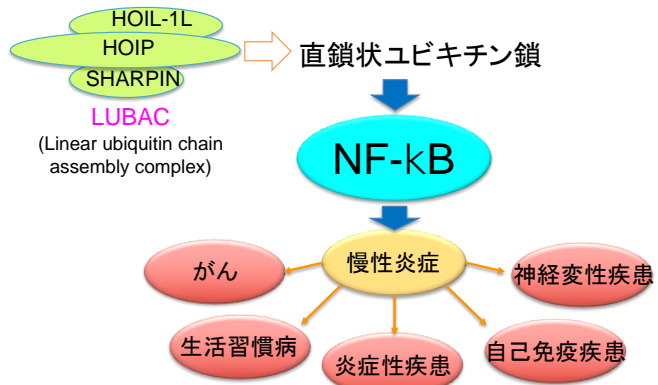 HOIL-1L
HOIP
SHARPIN
LUBAC
(Linear ubiquitin chain
assembly complex)
直鎖状ユビキチン鎖
NF-κB
慢性炎症
がん
神経変性疾患
生活習慣病
炎症性疾患
自己免疫疾患